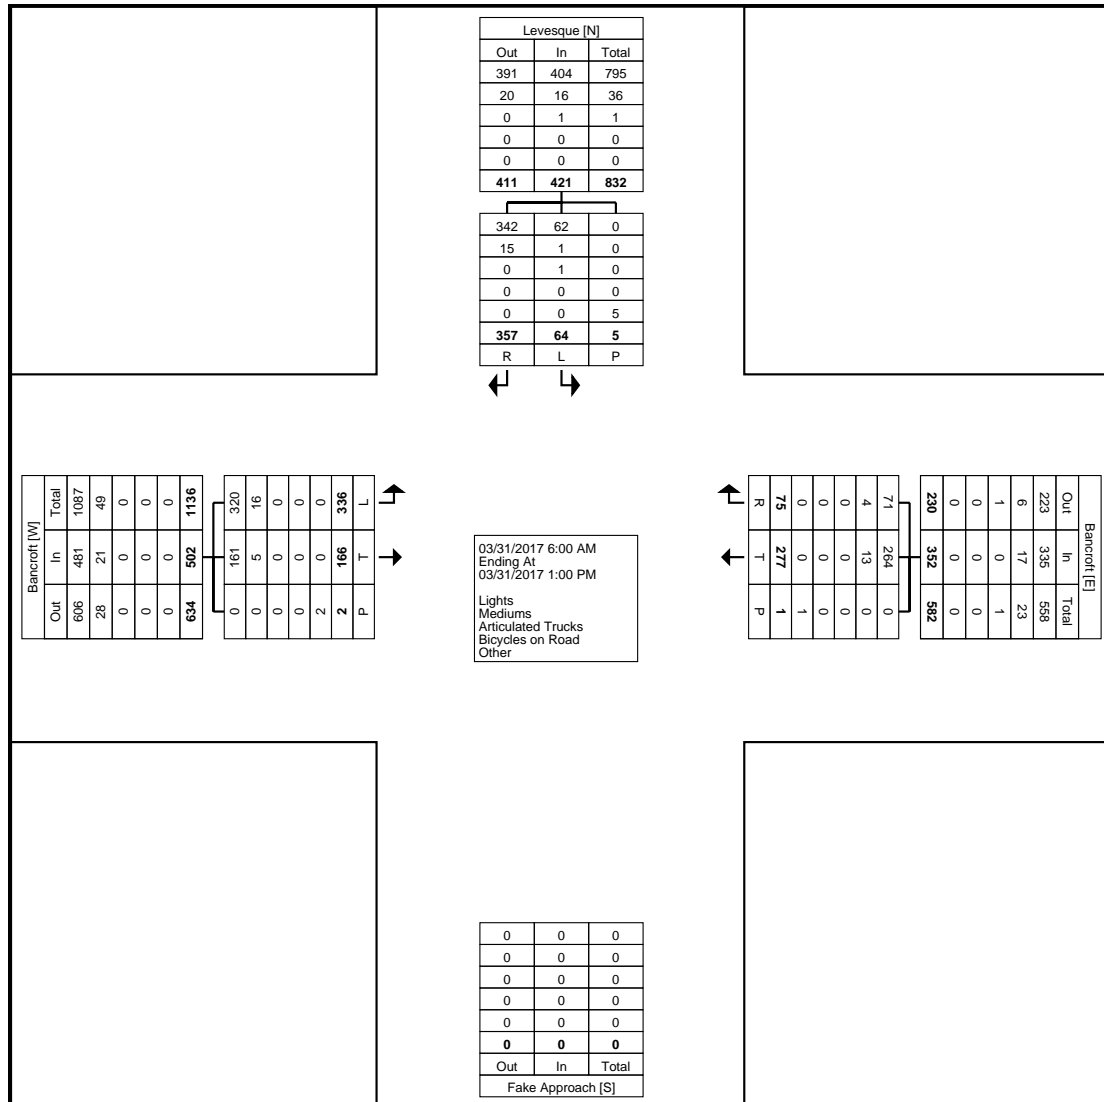 Levesque [N]
Out In Total
391 404 795
20 16 36
0 1 1
0 0 0
0 0 0
411 421 832
342 62 0
15 1 0
0 1 0
0 0 0
0 0 5
357 64 5
R L P
Bancroft [W]
Total In Out
1087 481 606
49 21 28
0 0 0
0 0 0
0 0 0
1136 502 634
320 161 0
16 5 0
0 0 0
0 0 0
0 0 2
336 166 2
L T P
03/31/2017 6:00 AM
Ending At
03/31/2017 1:00 PM
Lights
Mediums
Articulated Trucks
Bicycles on Road
Other
Bancroft [E]
Out In Total
223 335 558
6 17 23
1 0 1
0 0 0
0 0 0
230 352 582
71 264 0
4 13 0
0 0 0
0 0 0
0 0 1
75 277 1
R T P
0 0 0
0 0 0
0 0 0
0 0 0
0 0 0
0 0 0
Out In Total
Fake Approach [S]